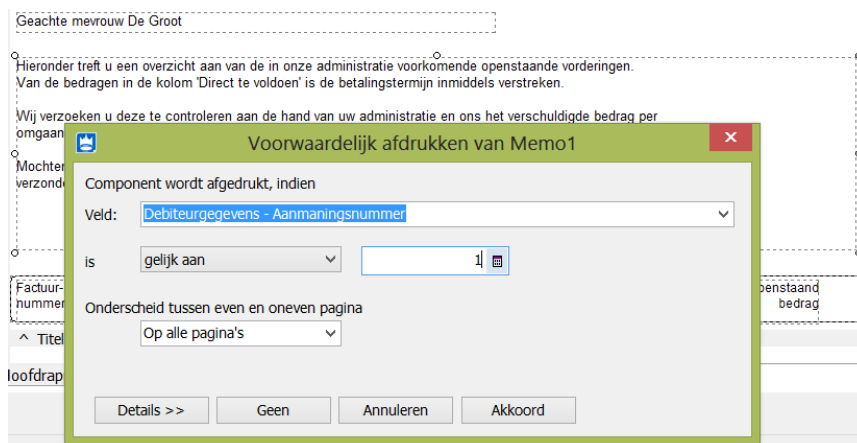 Geachte mevrouw De Groot
Hieronder treft u een overzicht aan van de in onze administratie voorkomende openstaande vorderingen.
Van de bedragen in de kolom 'Direct te voldoen' is de betalingstermijn inmiddels verstreken.
Wij verzoeken u deze te controleren aan de hand van uw administratie en ons het verschuldigde bedrag per
omgaan
Mochten
verzonde
Voorwaardelijk afdrukken van Memo1
Component wordt afgedrukt, indien
Veld: Debiteurgegevens - Aanmaningsnummer
is gelijk aan 1
Onderscheid tussen even en oneven pagina
Op alle pagina's
Factuur- penstaand
nummer bedrag
^ Titel
loofdrap
Details >> Geen Annuleren Akkoord